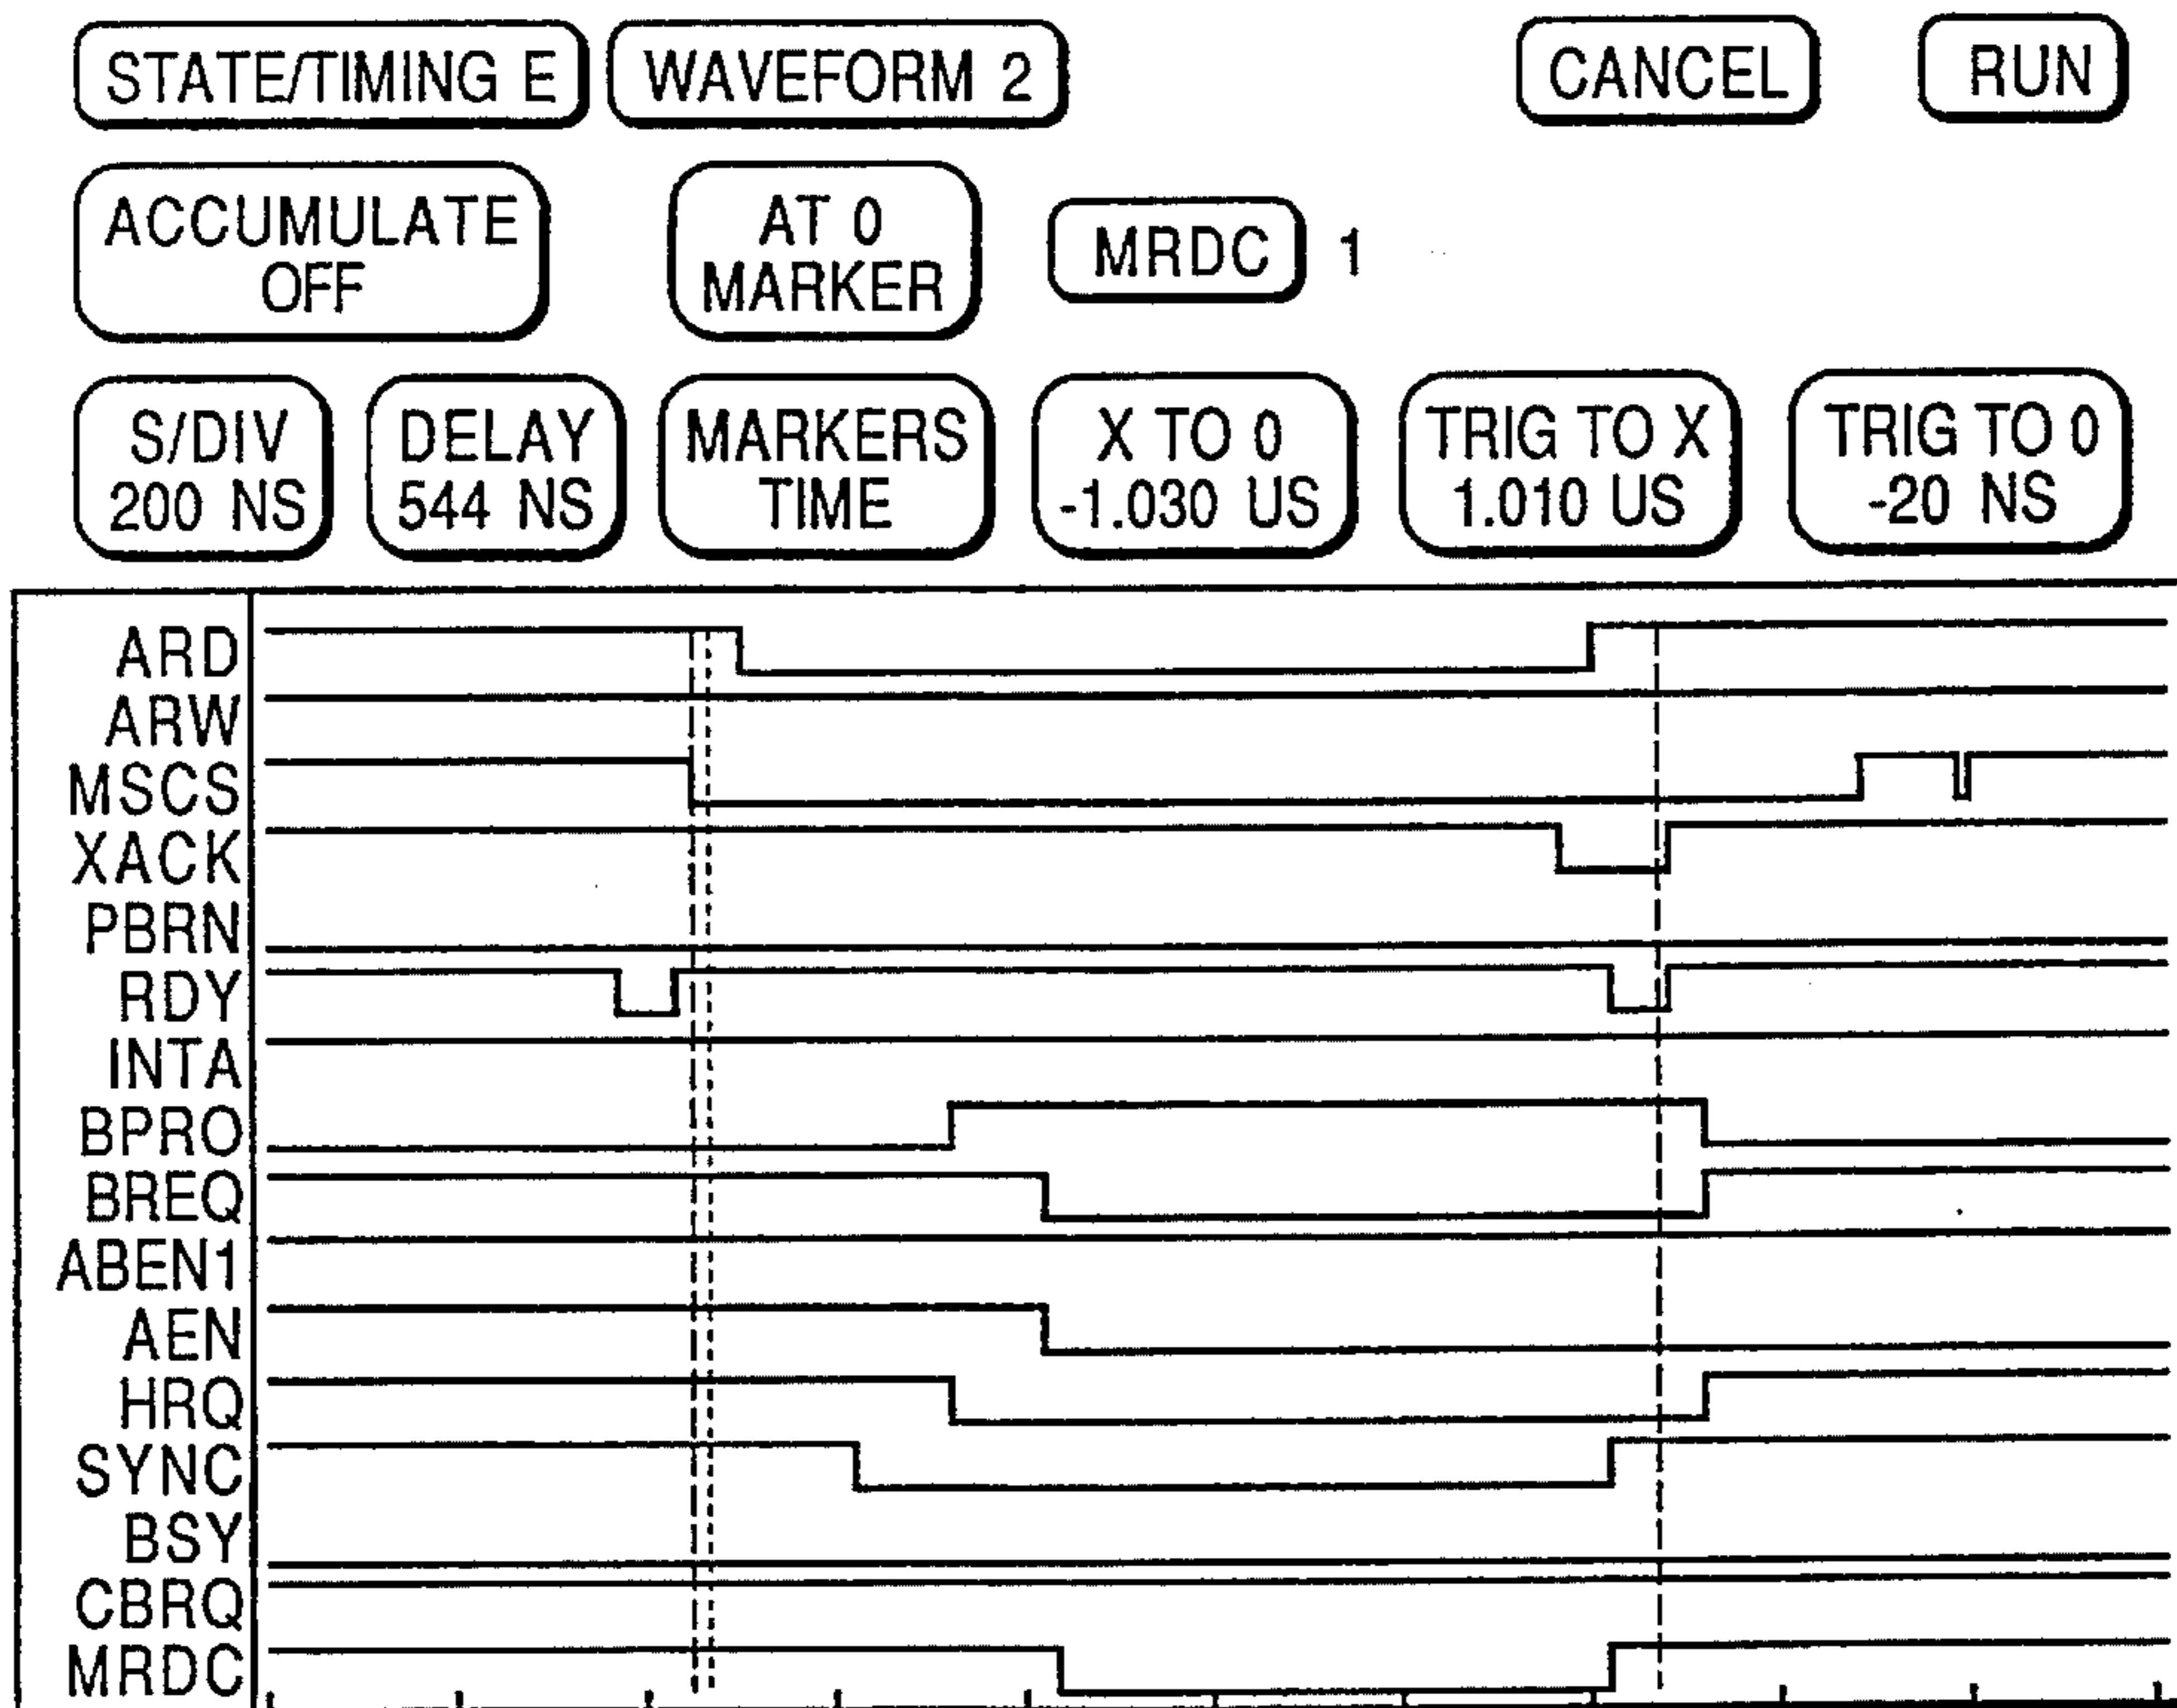 STATE/TIMING E WAVEFORM 2 CANCEL RUN
ACCUMULATE OFF AT 0 MARKER MRDC 1
S/DIV 200 NS DELAY 544 NS MARKERS TIME X TO 0 -1.030 US TRIG TO X 1.010 US TRIG TO 0 -20 NS
ARD
ARW
MSCS
XACK
PBRN
RDY
INTA
BPRO
BREQ
ABEN1
AEN
HRQ
SYNC
BSY
CBRQ
MRDC